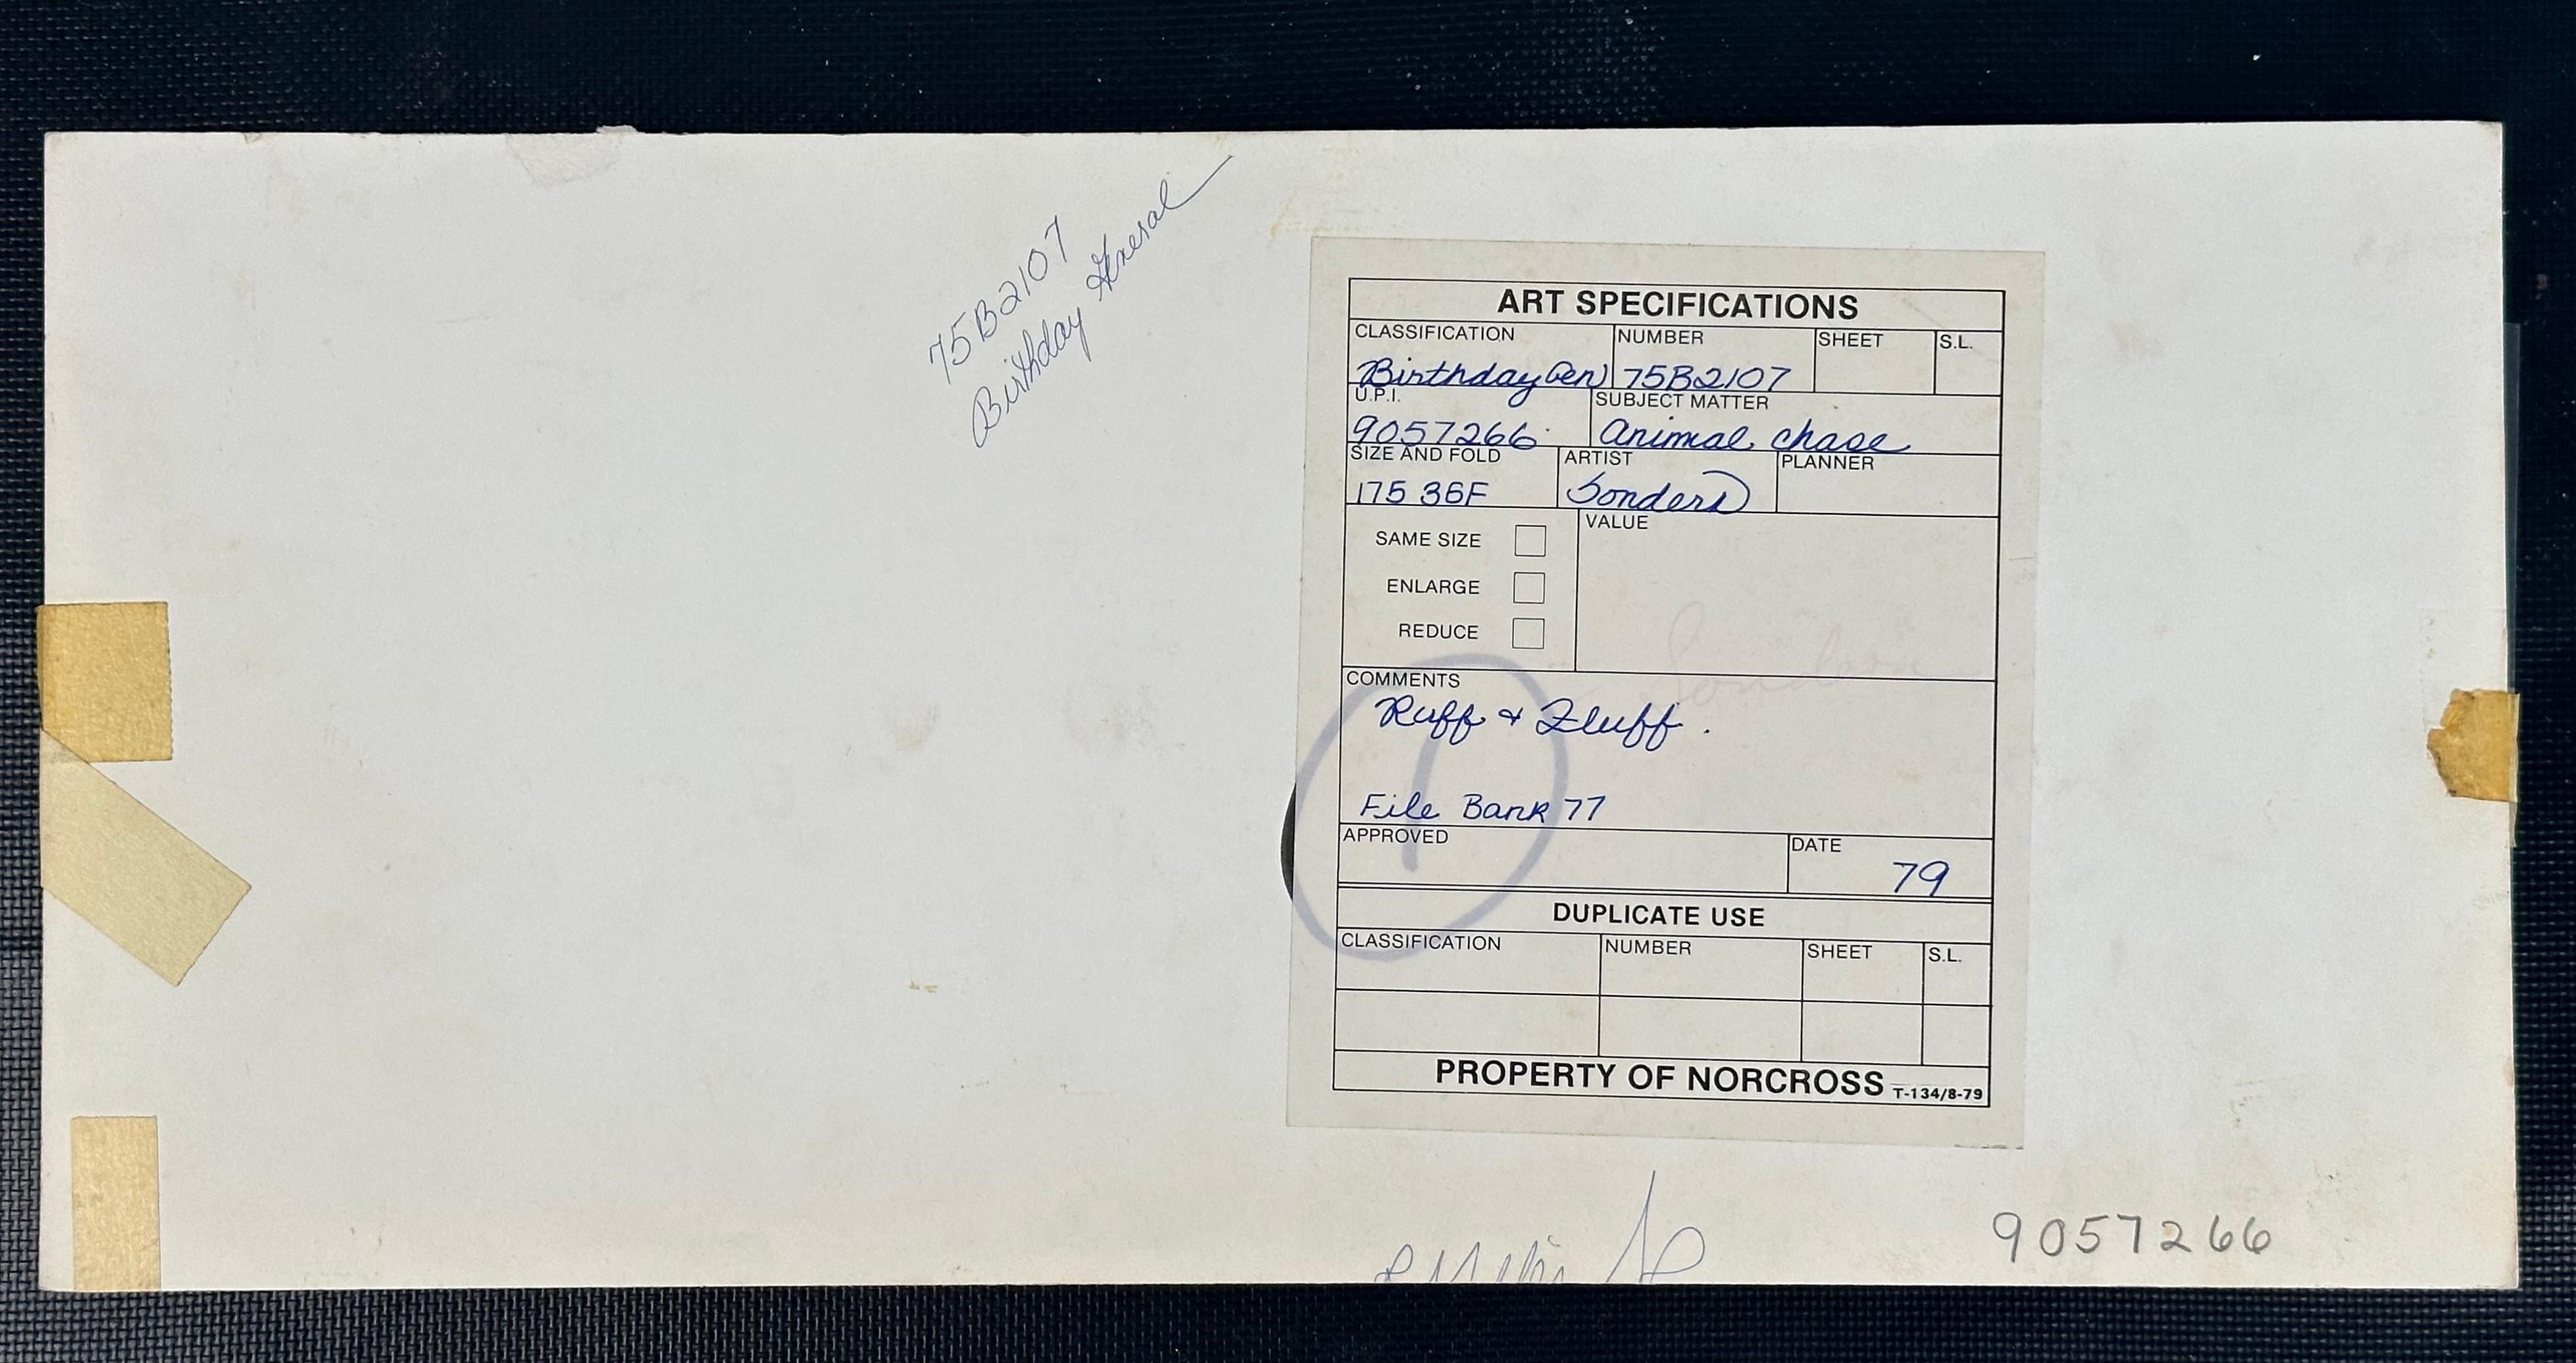 75B2107
Birthday General
ART SPECIFICATIONS
CLASSIFICATION NUMBER SHEET S.L.
Birthday Gen) 75B2107
U.P.I. SUBJECT MATTER
9057266 Animal chase
SIZE AND FOLD ARTIST PLANNER
175 36F Sonders
SAME SIZE VALUE
ENLARGE
REDUCE
COMMENTS
Ruff & Fluff.
File Bank 77
1
APPROVED DATE
79
DUPLICATE USE
CLASSIFICATION NUMBER SHEET S.L.
PROPERTY OF NORCROSS T-134/8-79
9057266